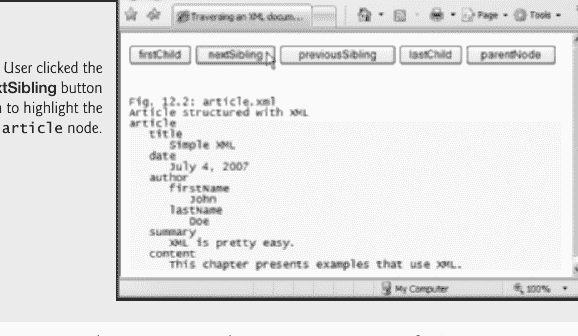 Traversing an XML docum...
Page
Tools
firstChild nextSibling previousSibling lastChild parentNode
User clicked the
xtSibling button
to highlight the
article node.
Fig. 12.2: article.xml
Article structured with XML
article
title
Simple XML
date
July 4, 2007
author
firstName
John
lastName
Doe
summary
XML is pretty easy.
content
This chapter presents examples that use XML.
My Computer
100%